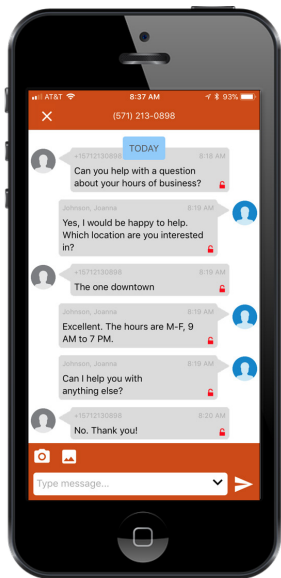 AT&T 8:37 AM 93%
(571) 213-0898
TODAY
+15712130898 8:18 AM
Can you help with a question
about your hours of business?
Johnson, Joanna 8:19 AM
Yes, I would be happy to help.
Which location are you interested
in?
+15712130898 8:19 AM
The one downtown
Johnson, Joanna 8:19 AM
Excellent. The hours are M-F, 9
AM to 7 PM.
Johnson, Joanna 8:19 AM
Can I help you with
anything else?
+15712130898 8:20 AM
No. Thank you!
Type message...